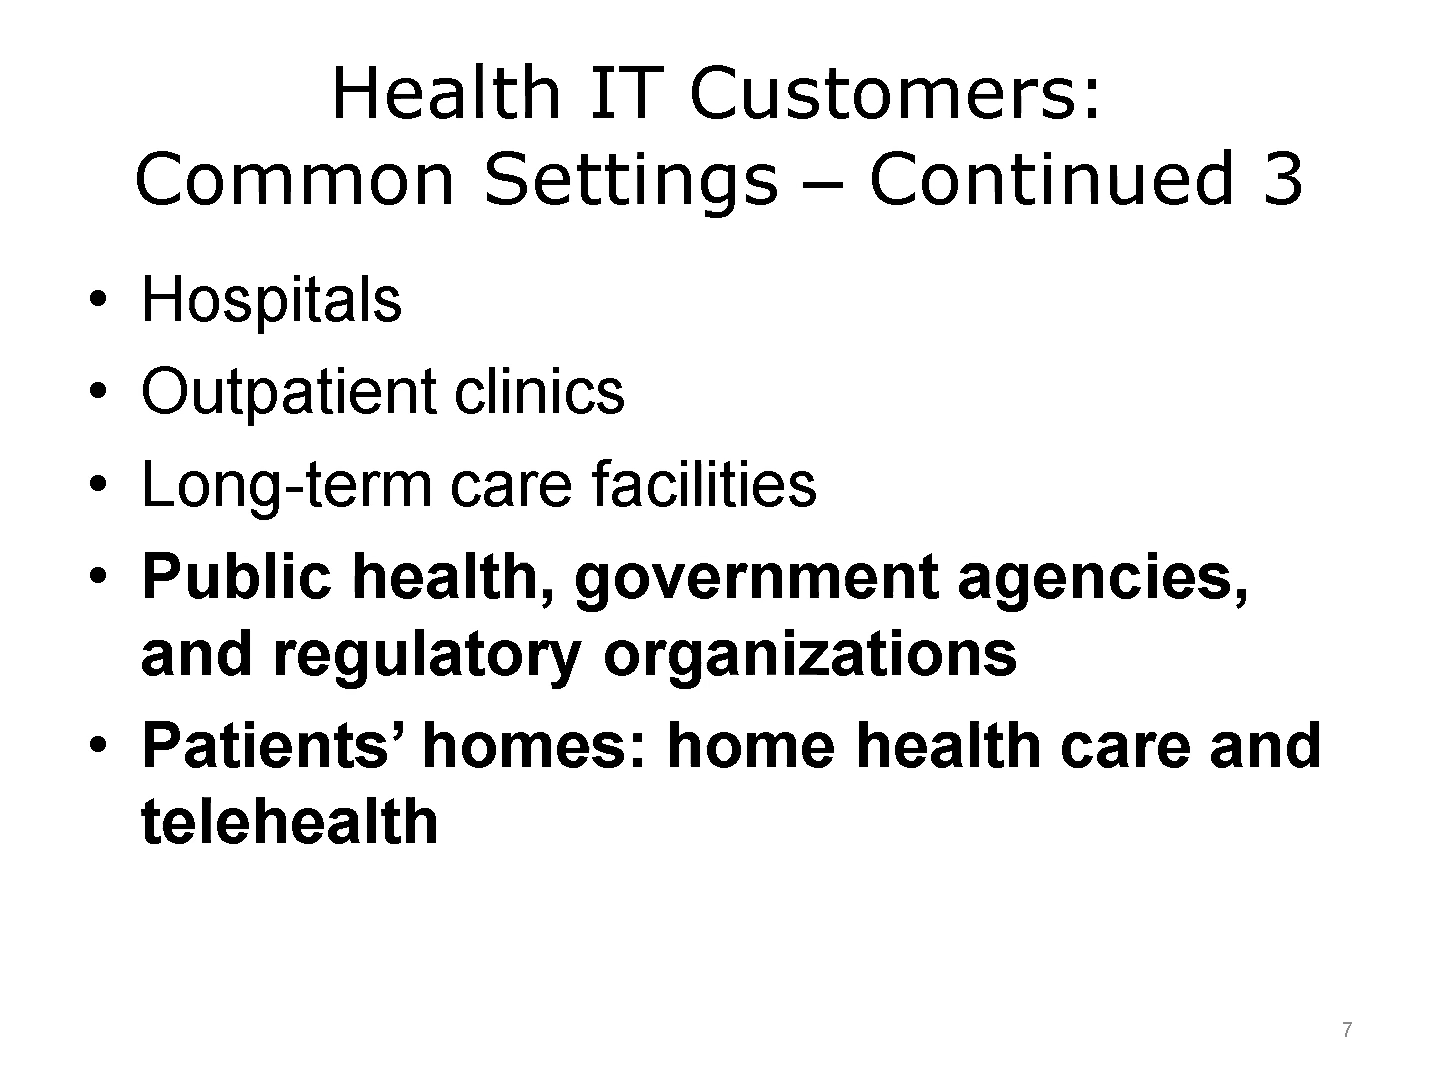 Health IT Customers:
Common Settings – Continued 3
• Hospitals
• Outpatient clinics
• Long-term care facilities
• Public health, government agencies,
and regulatory organizations
• Patients’ homes: home health care and
telehealth
7